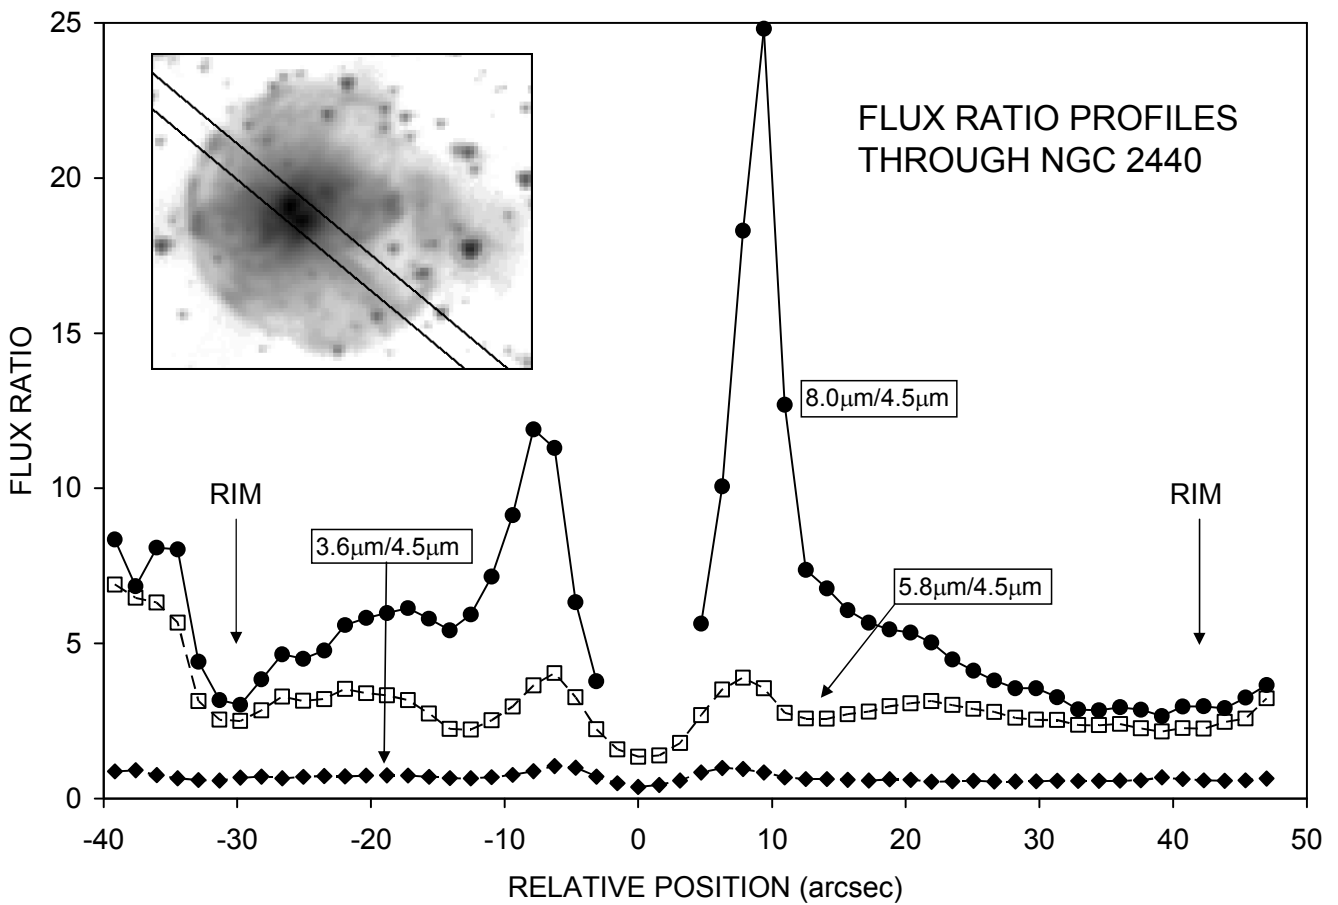 25
20
15
10
5
0
FLUX RATIO
FLUX RATIO PROFILES
THROUGH NGC 2440
8.0μm/4.5μm
RIM
RIM
3.6μm/4.5μm
5.8μm/4.5μm
-40 -30 -20 -10 0 10 20 30 40 50
RELATIVE POSITION (arcsec)